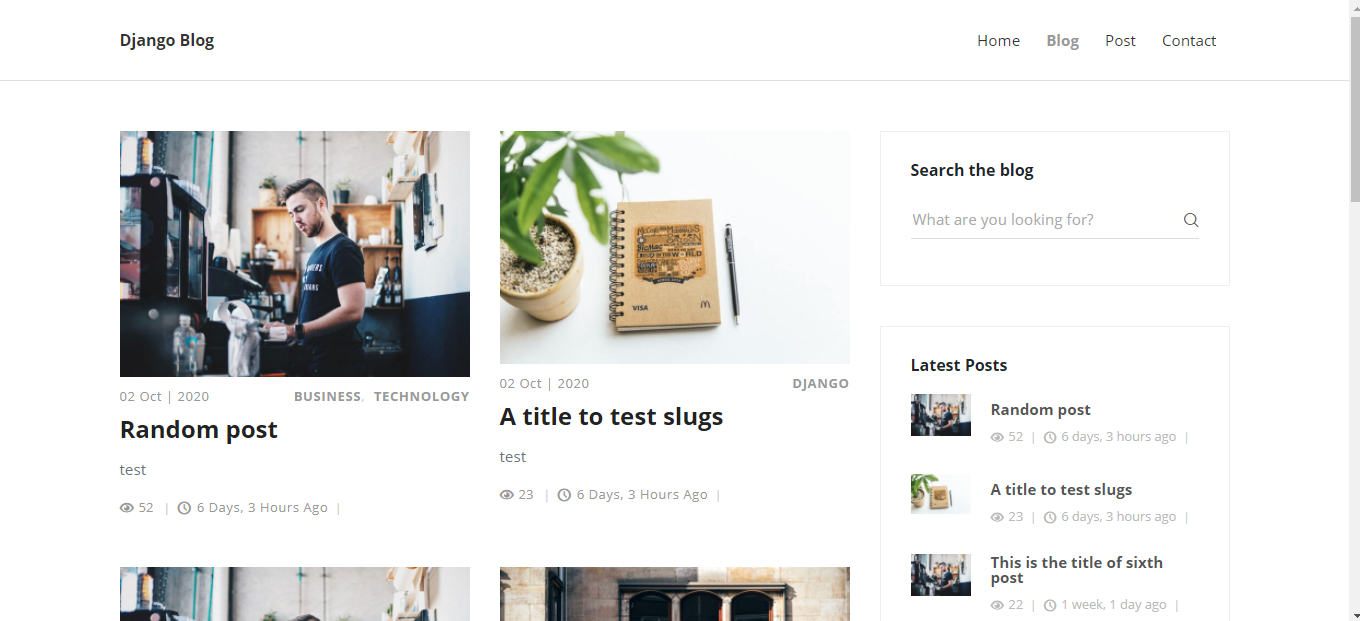 Django Blog
Home Blog Post Contact
VISA
02 Oct | 2020 BUSINESS, TECHNOLOGY
Random post
test
52 | 6 Days, 3 Hours Ago |
02 Oct | 2020 DJANGO
A title to test slugs
test
23 | 6 Days, 3 Hours Ago |
Search the blog
What are you looking for?
Latest Posts
Random post
52 | 6 days, 3 hours ago |
A title to test slugs
23 | 6 days, 3 hours ago |
This is the title of sixth
post
22 | 1 week, 1 day ago |